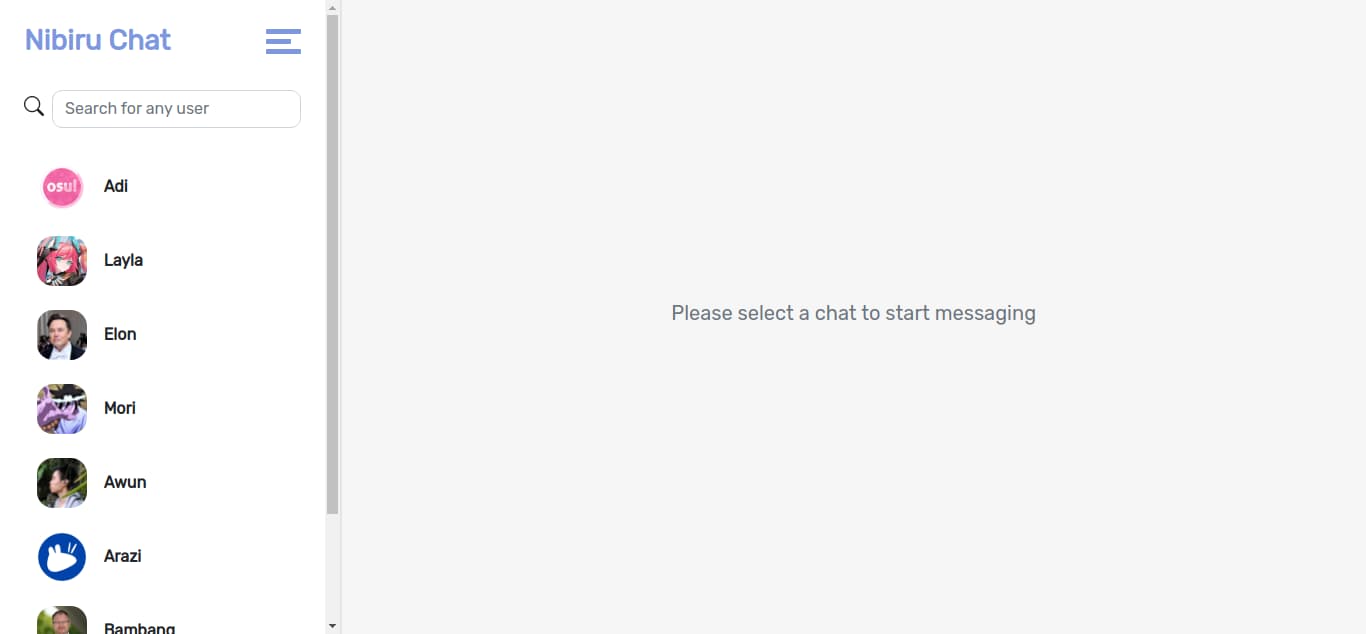 Nibiru Chat
Search for any user
osu!
Adi
Layla
Elon
Mori
Awun
Arazi
Bambang
Please select a chat to start messaging